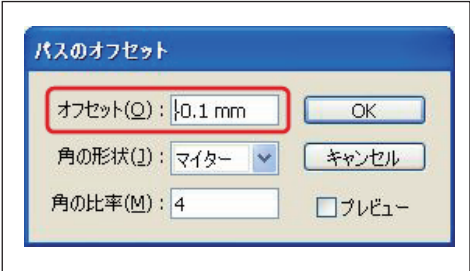 パスのオフセット
オフセット(O) : -0.1 mm
OK
角の形状(J) : マイター
キャンセル
角の比率(M) : 4
プレビュー